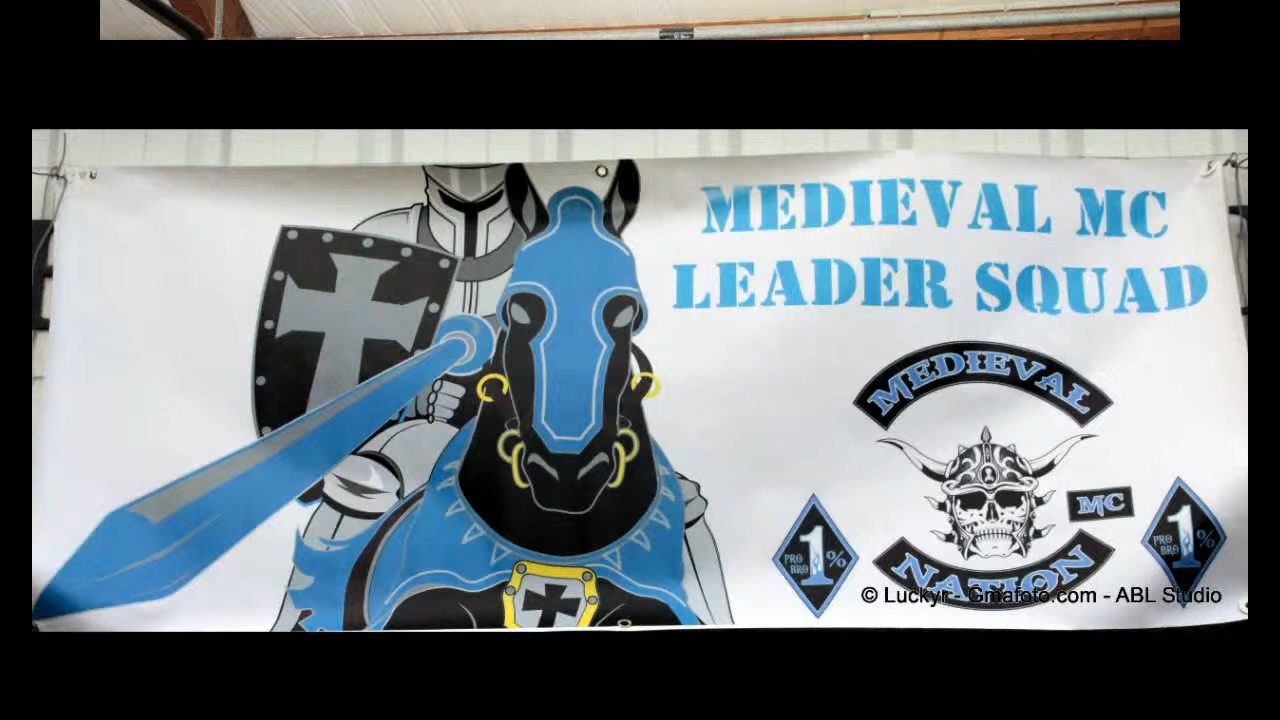 MEDIEVAL MC
LEADER SQUAD
MEDIEVAL
MC
PRO
BRO
1%
PRO
BRO
1%
NATION
© Luckyr - Gmafoto.com - ABL Studio